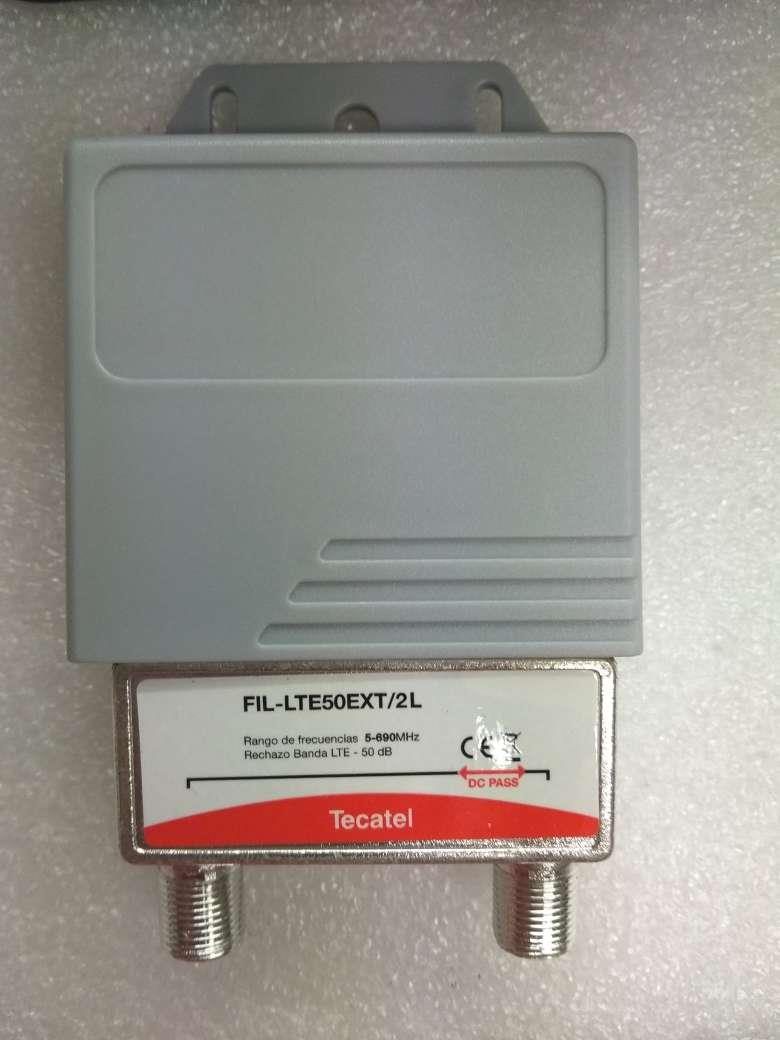 FIL-LTE50EXT/2L
Rango de frecuencias 5-690MHz
Rechazo Banda LTE - 50 dB
CE
DC PASS
Tecatel